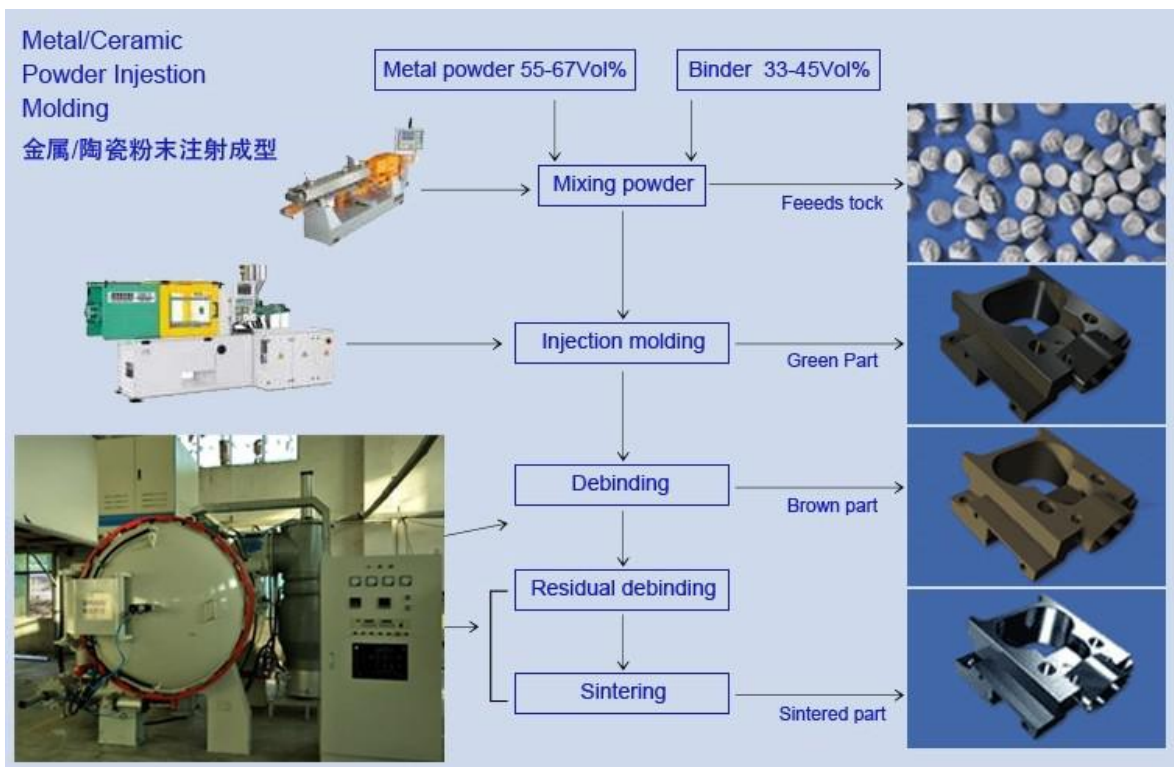 Metal/Ceramic
Powder Injestion
Molding
金属/陶瓷粉末注射成型
Metal powder 55-67Vol%
Binder  33-45Vol%
Mixing powder
Feeeds tock
Injection molding
Green Part
Debinding
Brown part
Residual debinding
Sintering
Sintered part